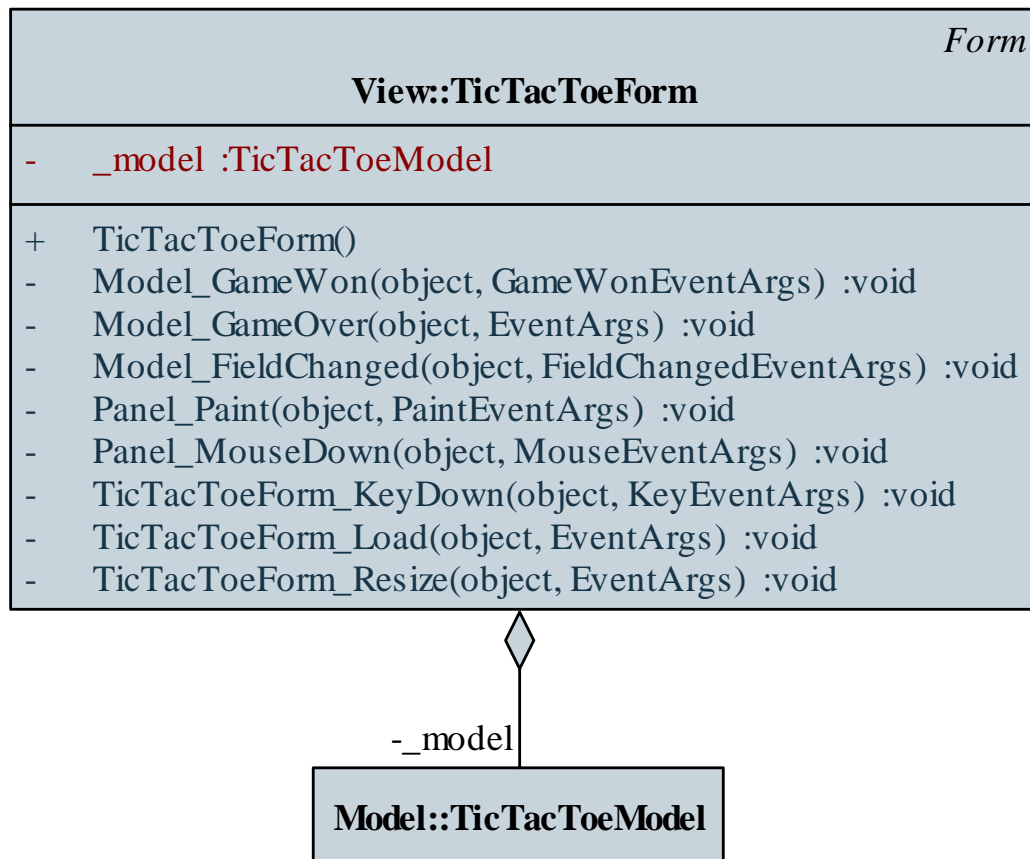 Form
View::TicTacToeForm
- _model :TicTacToeModel
+ TicTacToeForm()
- Model_GameWon(object, GameWonEventArgs) :void
- Model_GameOver(object, EventArgs) :void
- Model_FieldChanged(object, FieldChangedEventArgs) :void
- Panel_Paint(object, PaintEventArgs) :void
- Panel_MouseDown(object, MouseEventArgs) :void
- TicTacToeForm_KeyDown(object, KeyEventArgs) :void
- TicTacToeForm_Load(object, EventArgs) :void
- TicTacToeForm_Resize(object, EventArgs) :void
-_model
Model::TicTacToeModel